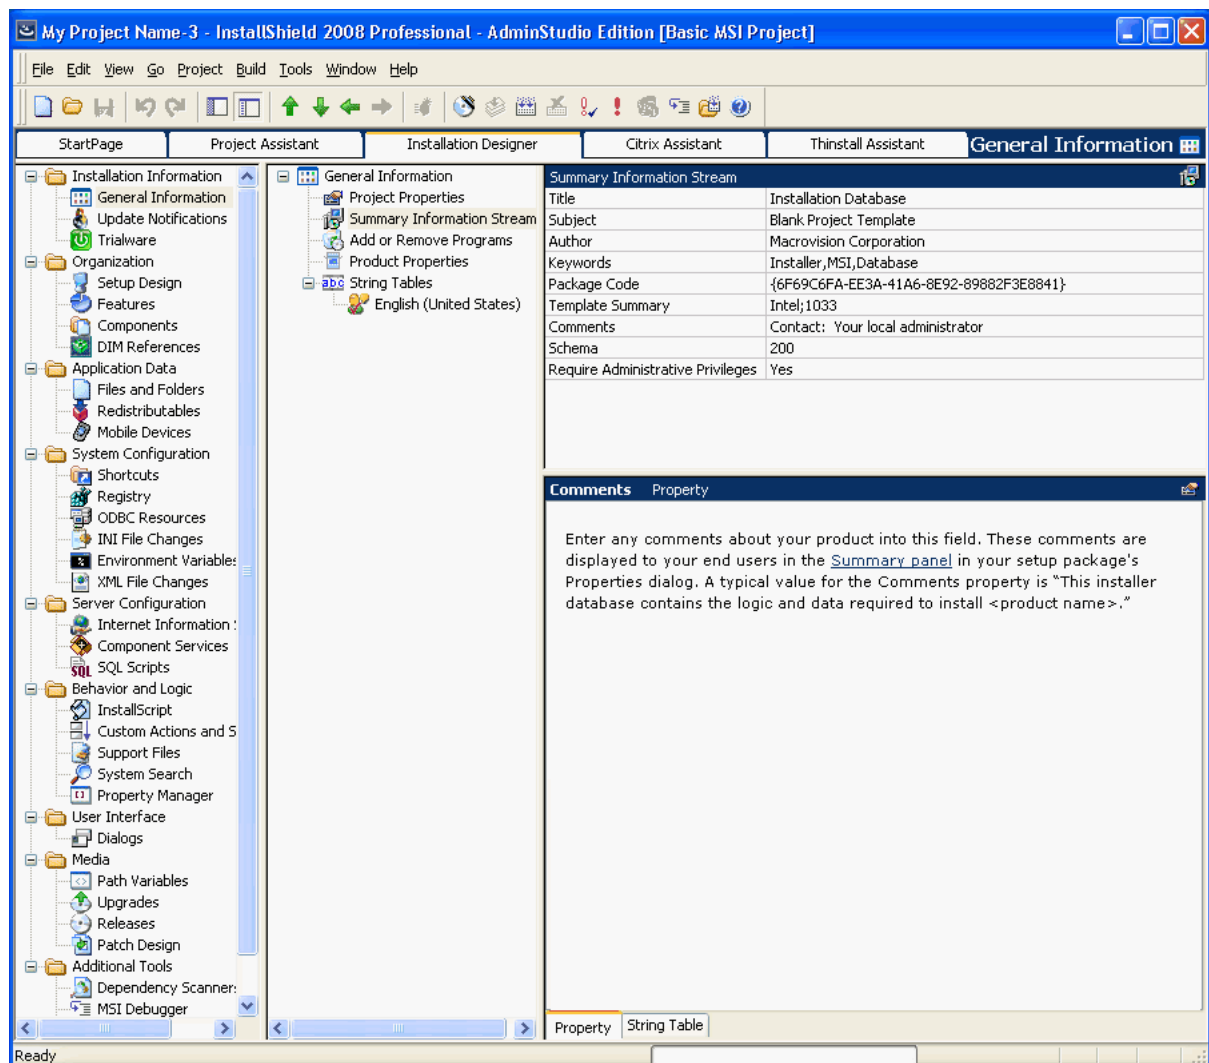 My Project Name-3 - InstallShield 2008 Professional - AdminStudio Edition [Basic MSI Project]
File Edit View Go Project Build Tools Window Help
StartPage Project Assistant Installation Designer Citrix Assistant Thinstall Assistant General Information
Installation Information
General Information
Update Notifications
Trialware
Organization
Setup Design
Features
Components
DIM References
Application Data
Files and Folders
Redistributables
Mobile Devices
System Configuration
Shortcuts
Registry
ODBC Resources
INI File Changes
Environment Variables
XML File Changes
Server Configuration
Internet Information
Component Services
SQL Scripts
Behavior and Logic
InstallScript
Custom Actions and S
Support Files
System Search
Property Manager
User Interface
Dialogs
Media
Path Variables
Upgrades
Releases
Patch Design
Additional Tools
Dependency Scanners
MSI Debugger
General Information
Project Properties
Summary Information Stream
Add or Remove Programs
Product Properties
abc String Tables
English (United States)
Summary Information Stream
Title Installation Database
Subject Blank Project Template
Author Macrovision Corporation
Keywords Installer,MSI,Database
Package Code {6F69C6FA-EE3A-41A6-8E92-89882F3E8841}
Template Summary Intel;1033
Comments Contact: Your local administrator
Schema 200
Require Administrative Privileges Yes
Comments Property
Enter any comments about your product into this field. These comments are
displayed to your end users in the Summary panel in your setup package's
Properties dialog. A typical value for the Comments property is “This installer
database contains the logic and data required to install <product name>.”
Property String Table
Ready